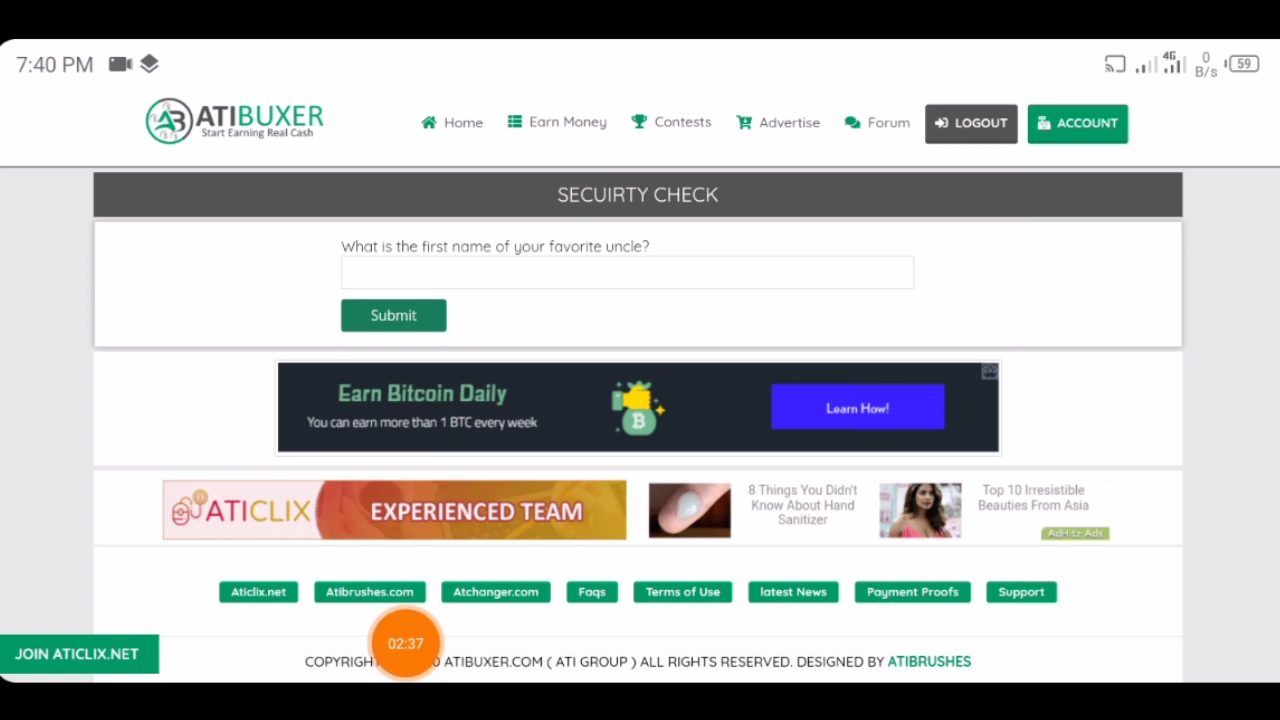 7:40 PM
4G
0
B/s
59
ATIBUXER
Start Earning Real Cash
Home
Earn Money
Contests
Advertise
Forum
LOGOUT
ACCOUNT
SECUIRTY CHECK
What is the first name of your favorite uncle?
Submit
Earn Bitcoin Daily
You can earn more than 1 BTC every week
Learn How!
ATICLIX
EXPERIENCED TEAM
8 Things You Didn't
Know About Hand
Sanitizer
Top 10 Irresistible
Beauties From Asia
AdHitz Ads
Aticlix.net
Atibrushes.com
Atchanger.com
Faqs
Terms of Use
latest News
Payment Proofs
Support
02:37
JOIN ATICLIX.NET
COPYRIGH 0 ATIBUXER.COM ( ATI GROUP ) ALL RIGHTS RESERVED. DESIGNED BY ATIBRUSHES